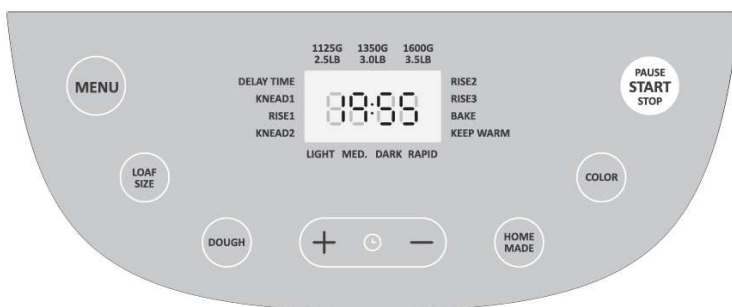 1125G 1350G 1600G
2.5LB 3.0LB 3.5LB
MENU
DELAY TIME
KNEAD1
RISE1
KNEAD2
19:55
RISE2
RISE3
BAKE
KEEP WARM
PAUSE
START
STOP
LIGHT MED. DARK RAPID
LOAF
SIZE
COLOR
DOUGH
+ −
HOME
MADE